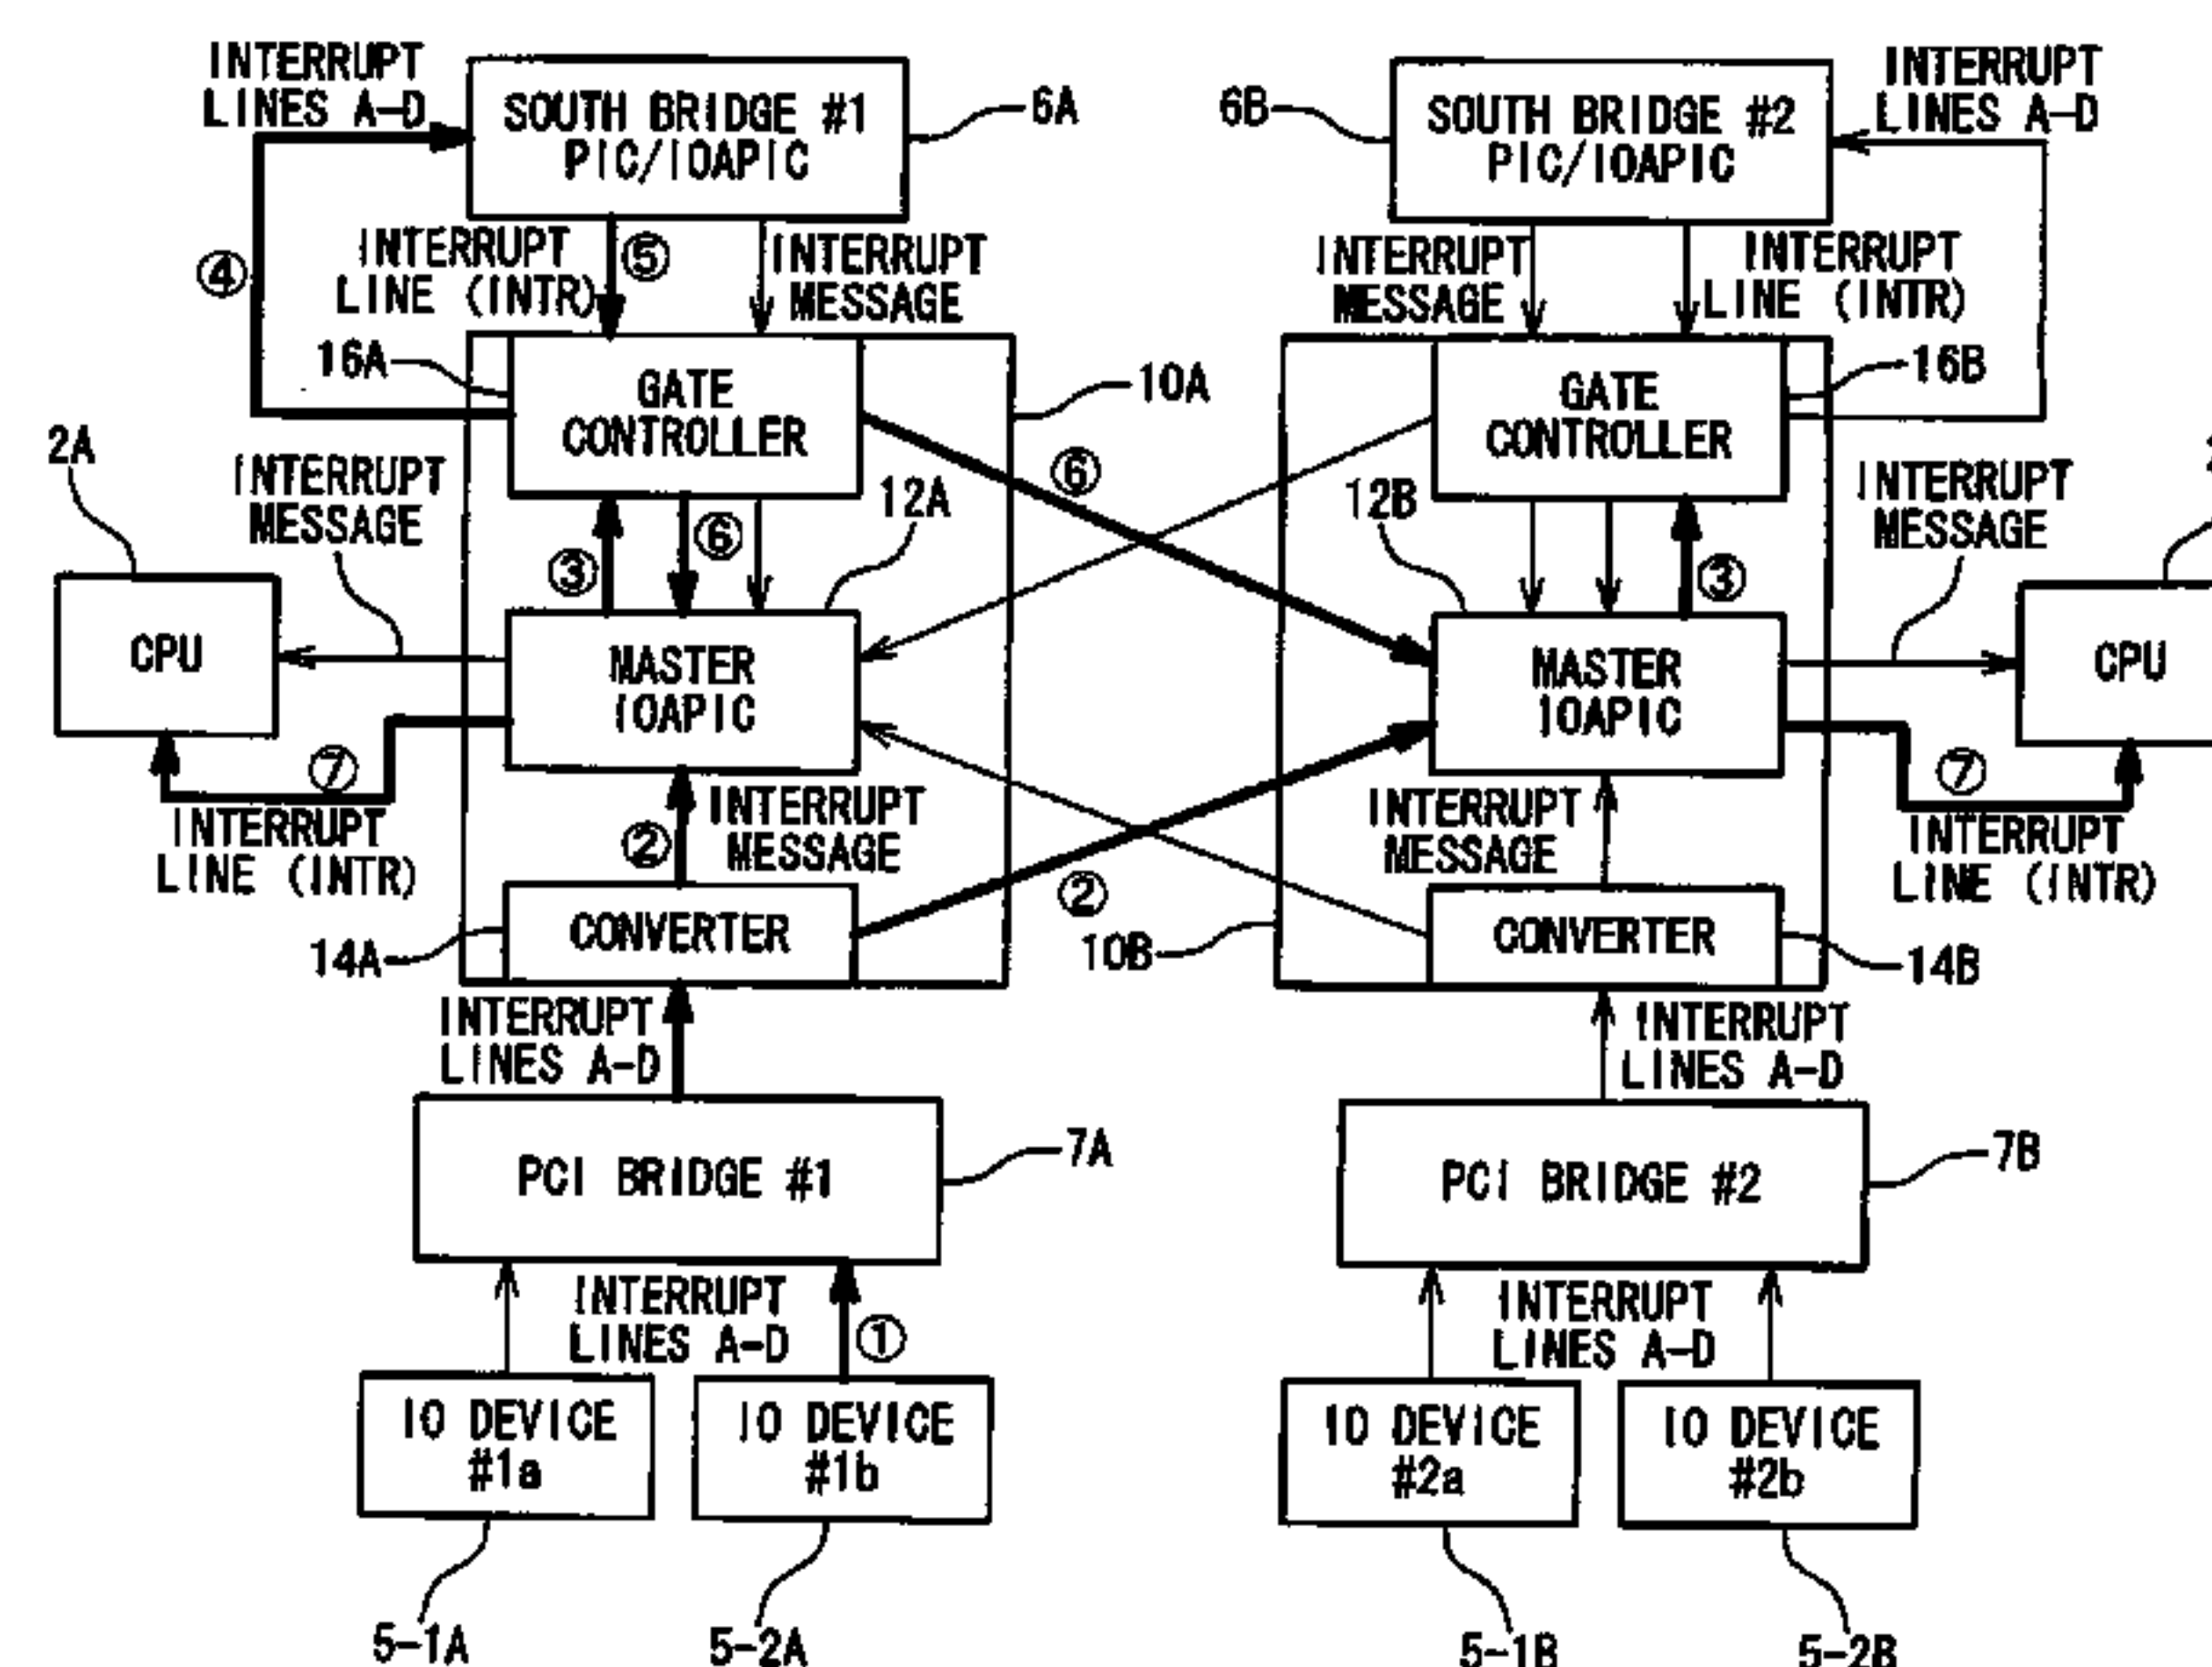 INTERRUPT
LINES A-D
SOUTH BRIDGE #1
PIC/IOAPIC
6A
6B
SOUTH BRIDGE #2
PIC/IOAPIC
INTERRUPT
LINES A-D
④
INTERRUPT
LINE (INTR)
⑤
INTERRUPT
MESSAGE
INTERRUPT
MESSAGE
INTERRUPT
LINE (INTR)
16A
GATE
CONTROLLER
10A
GATE
CONTROLLER
16B
2A
INTERRUPT
MESSAGE
③
⑥
12A
⑥
12B
③
INTERRUPT
MESSAGE
CPU
MASTER
IOAPIC
MASTER
IOAPIC
CPU
⑦
INTERRUPT
LINE (INTR)
②
INTERRUPT
MESSAGE
②
INTERRUPT
MESSAGE
⑦
INTERRUPT
LINE (INTR)
14A
CONVERTER
10B
CONVERTER
14B
INTERRUPT
LINES A-D
INTERRUPT
LINES A-D
PCI BRIDGE #1
7A
PCI BRIDGE #2
7B
INTERRUPT
LINES A-D
①
INTERRUPT
LINES A-D
IO DEVICE
#1a
IO DEVICE
#1b
IO DEVICE
#2a
IO DEVICE
#2b
5-1A
5-2A
5-1B
5-2B